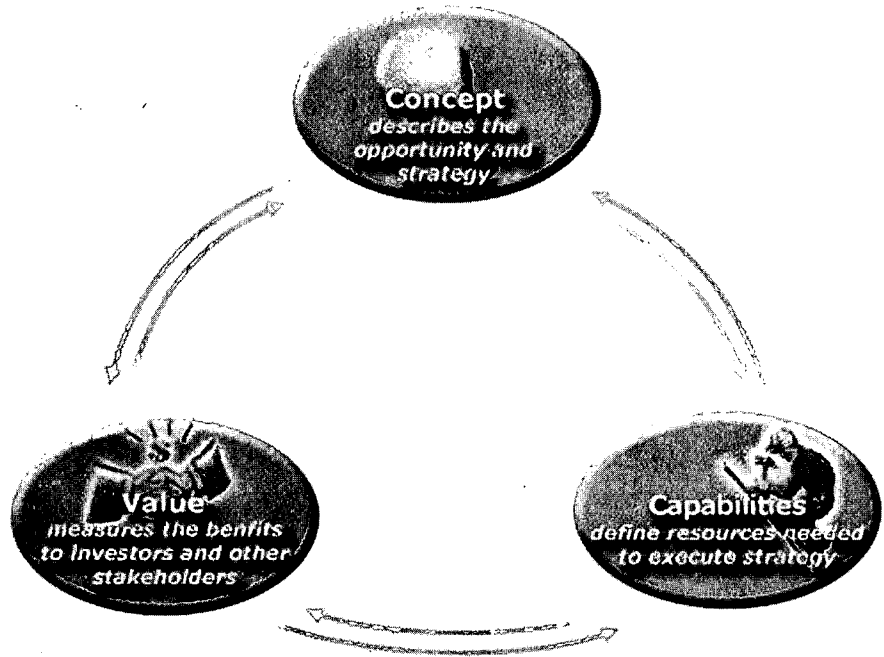 Concept
describes the
opportunity and
strategy
$
Value
measures the benfits
to Investors and other
stakeholders
Capabilities
define resources needed
to execute strategy